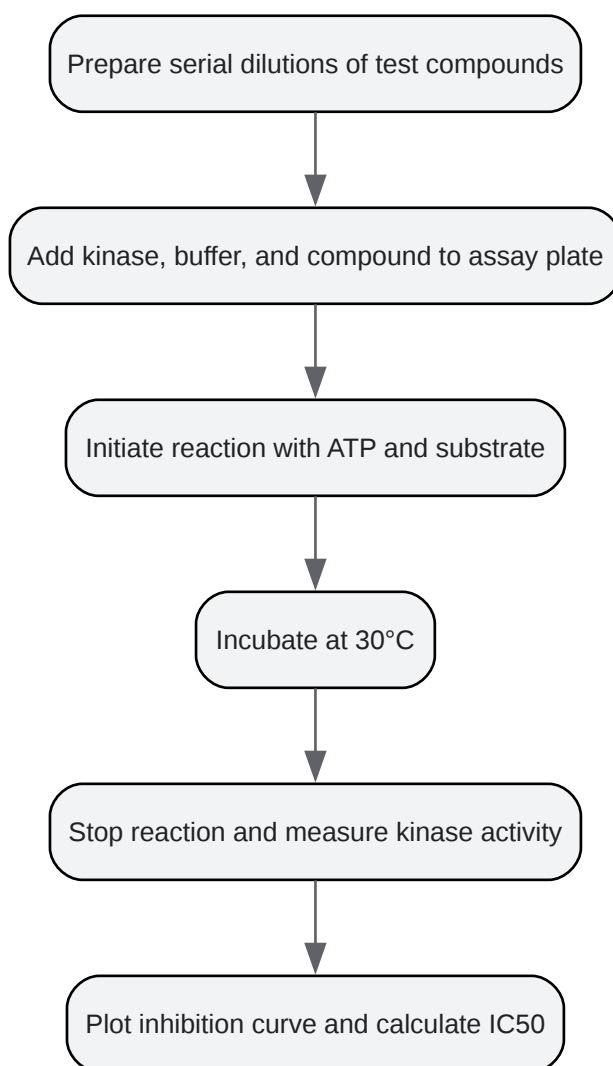 Prepare serial dilutions of test compounds
Add kinase, buffer, and compound to assay plate
Initiate reaction with ATP and substrate
Incubate at 30°C
Stop reaction and measure kinase activity
Plot inhibition curve and calculate IC50